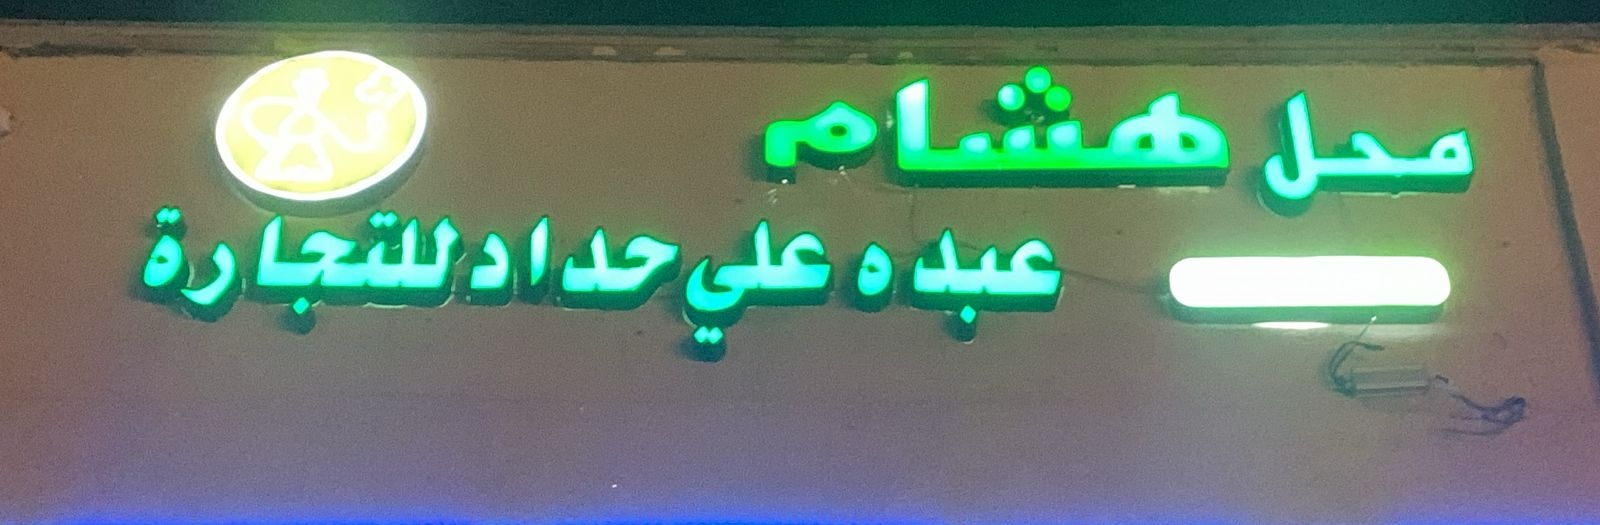 محل هشام
عبده علي حداد للتجارة